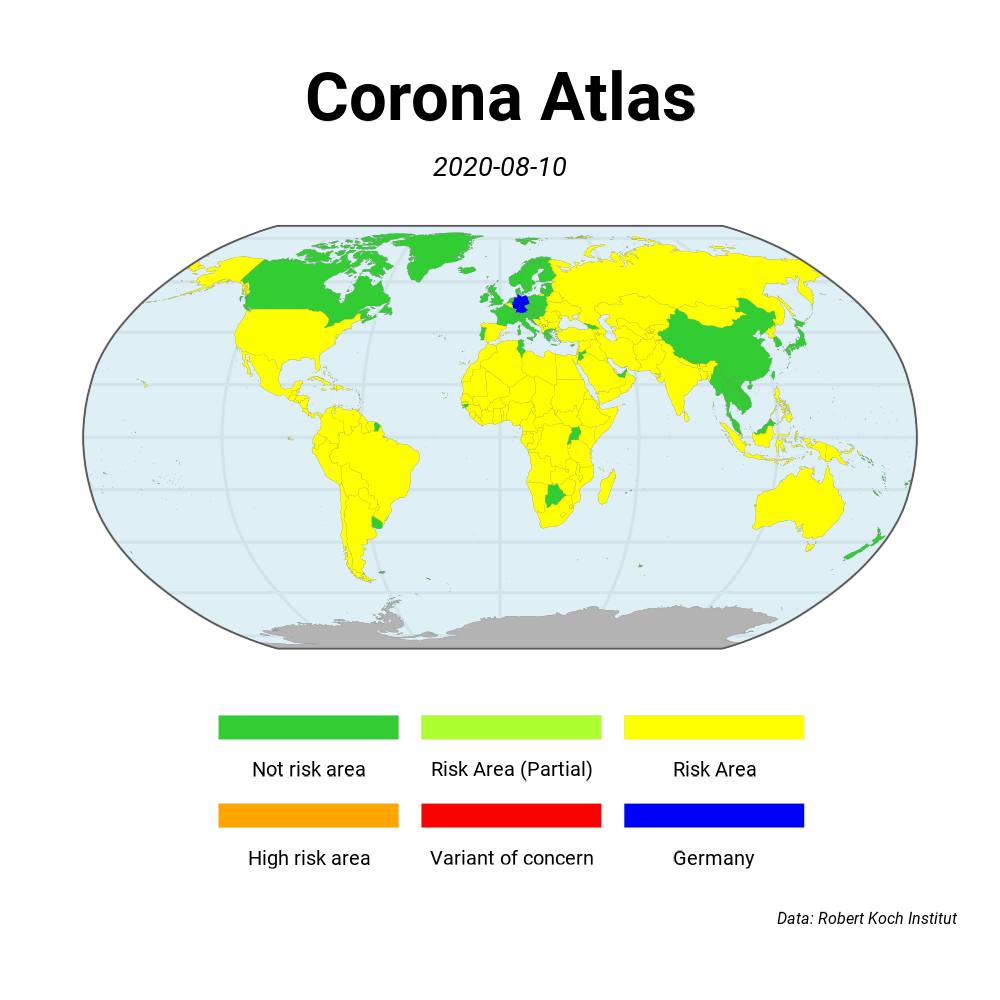 Corona Atlas
2020-08-10
Not risk area
Risk Area (Partial)
Risk Area
High risk area
Variant of concern
Germany
Data: Robert Koch Institut